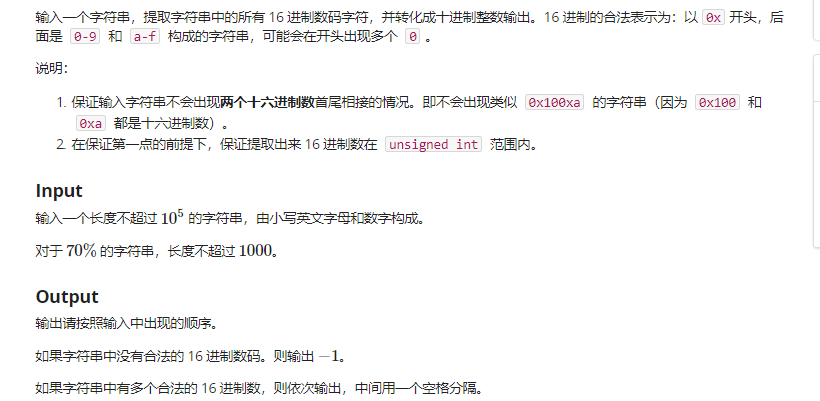 输入一个字符串，提取字符串中的所有 16 进制数码字符，并转化成十进制整数输出。16 进制的合法表示为：以 0x 开头，后
面是 0-9 和 a-f 构成的字符串，可能会在开头出现多个 0 。
说明：
1. 保证输入字符串不会出现两个十六进制数首尾相接的情况。即不会出现类似 0x100xa 的字符串（因为 0x100 和
0xa 都是十六进制数）。
2. 在保证第一点的前提下，保证提取出来 16 进制数在 unsigned int 范围内。
Input
输入一个长度不超过 10⁵ 的字符串，由小写英文字母和数字构成。
对于 70% 的字符串，长度不超过 1000。
Output
输出请按照输入中出现的顺序。
如果字符串中没有合法的 16 进制数码。则输出 −1。
如果字符串中有多个合法的 16 进制数，则依次输出，中间用一个空格分隔。